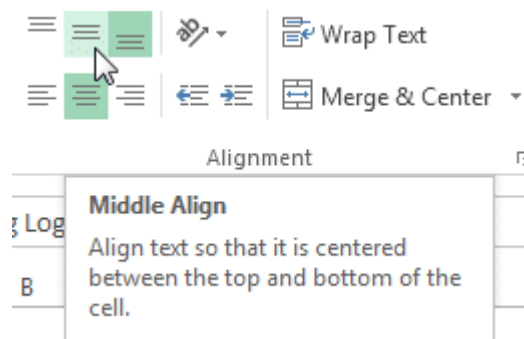 Wrap Text
Merge & Center
Alignment
Middle Align
Log
Align text so that it is centered
between the top and bottom of the
B
cell.